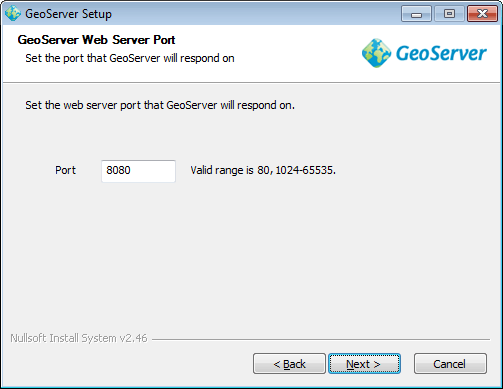 GeoServer Setup
GeoServer Web Server Port
Set the port that GeoServer will respond on
GeoServer
Set the web server port that GeoServer will respond on.
Port 8080 Valid range is 80, 1024-65535.
Nullsoft Install System v2.46
< Back Next > Cancel